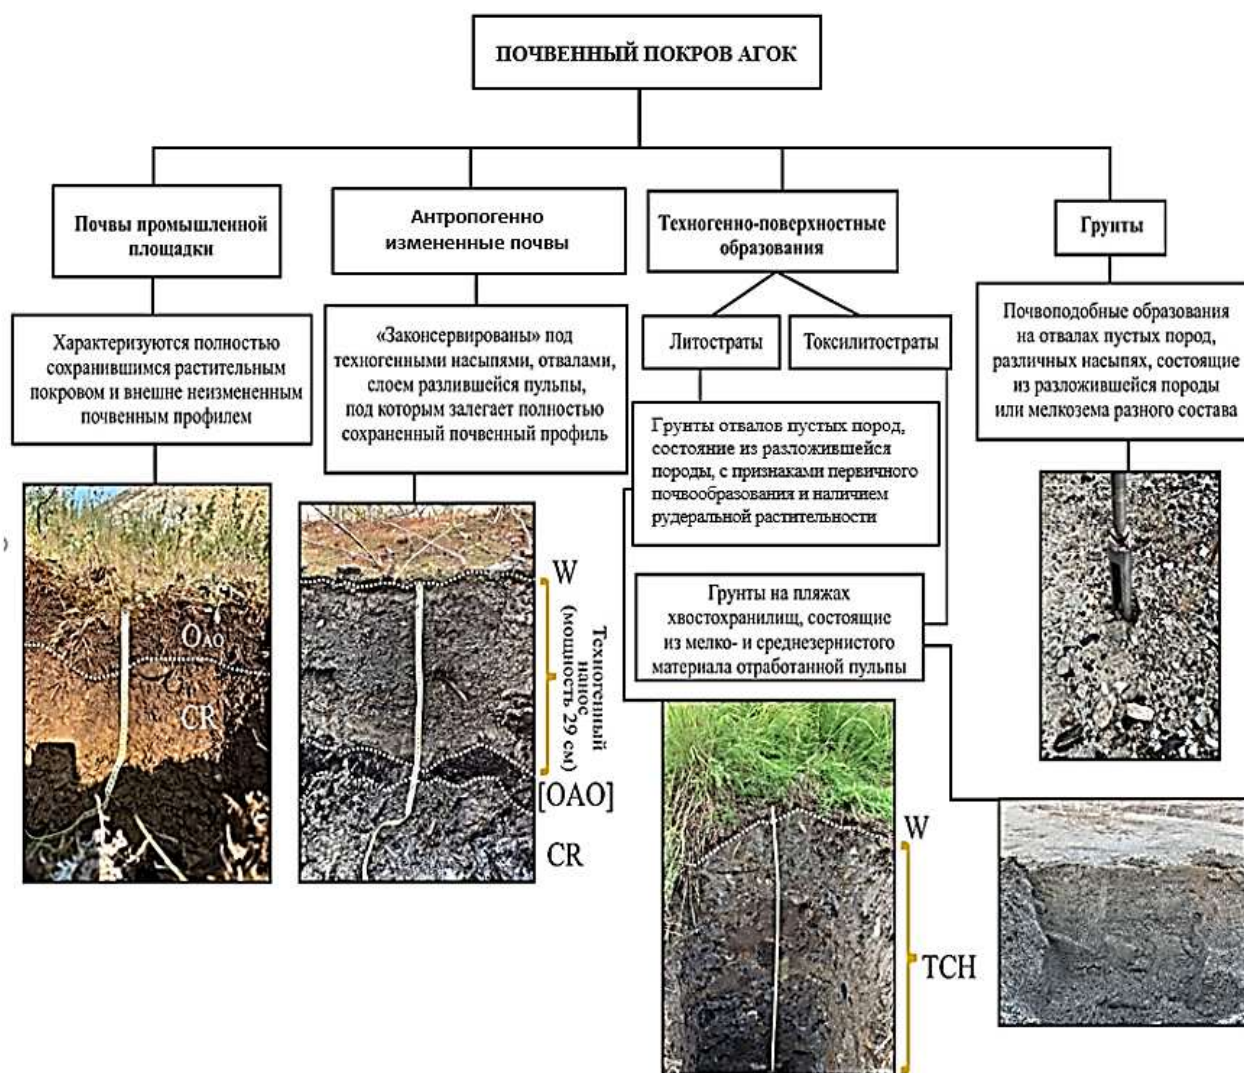 ПОЧВЕННЫЙ ПОКРОВ АГОК
Почвы промышленной
площадки
Антропогенно
измененные почвы
Техногенно-поверхностные
образования
Грунты
Характеризуются полностью
сохранившимся растительным
покровом и внешне неизмененным
почвенным профилем
«Законсервированы» под
техногенными насыпями, отвалами,
слоем разлившейся пульпы,
под которым залегает полностью
сохраненный почвенный профиль
Литостраты
Токсилитостраты
Почвоподобные образования
на отвалах пустых пород,
различных насыпях, состоящие
из разложившейся породы
или мелкозема разного состава
Грунты отвалов пустых пород,
состояние из разложившейся
породы, с признаками первичного
почвообразования и наличием
рудеральной растительности
Грунты на пляжах
хвостохранилищ, состоящие
из мелко- и среднезернистого
материала отработанной пульпы
OAO
CR
W
Техногенный
нанос
(мощность 29 см)
[OAO]
CR
W
TCH